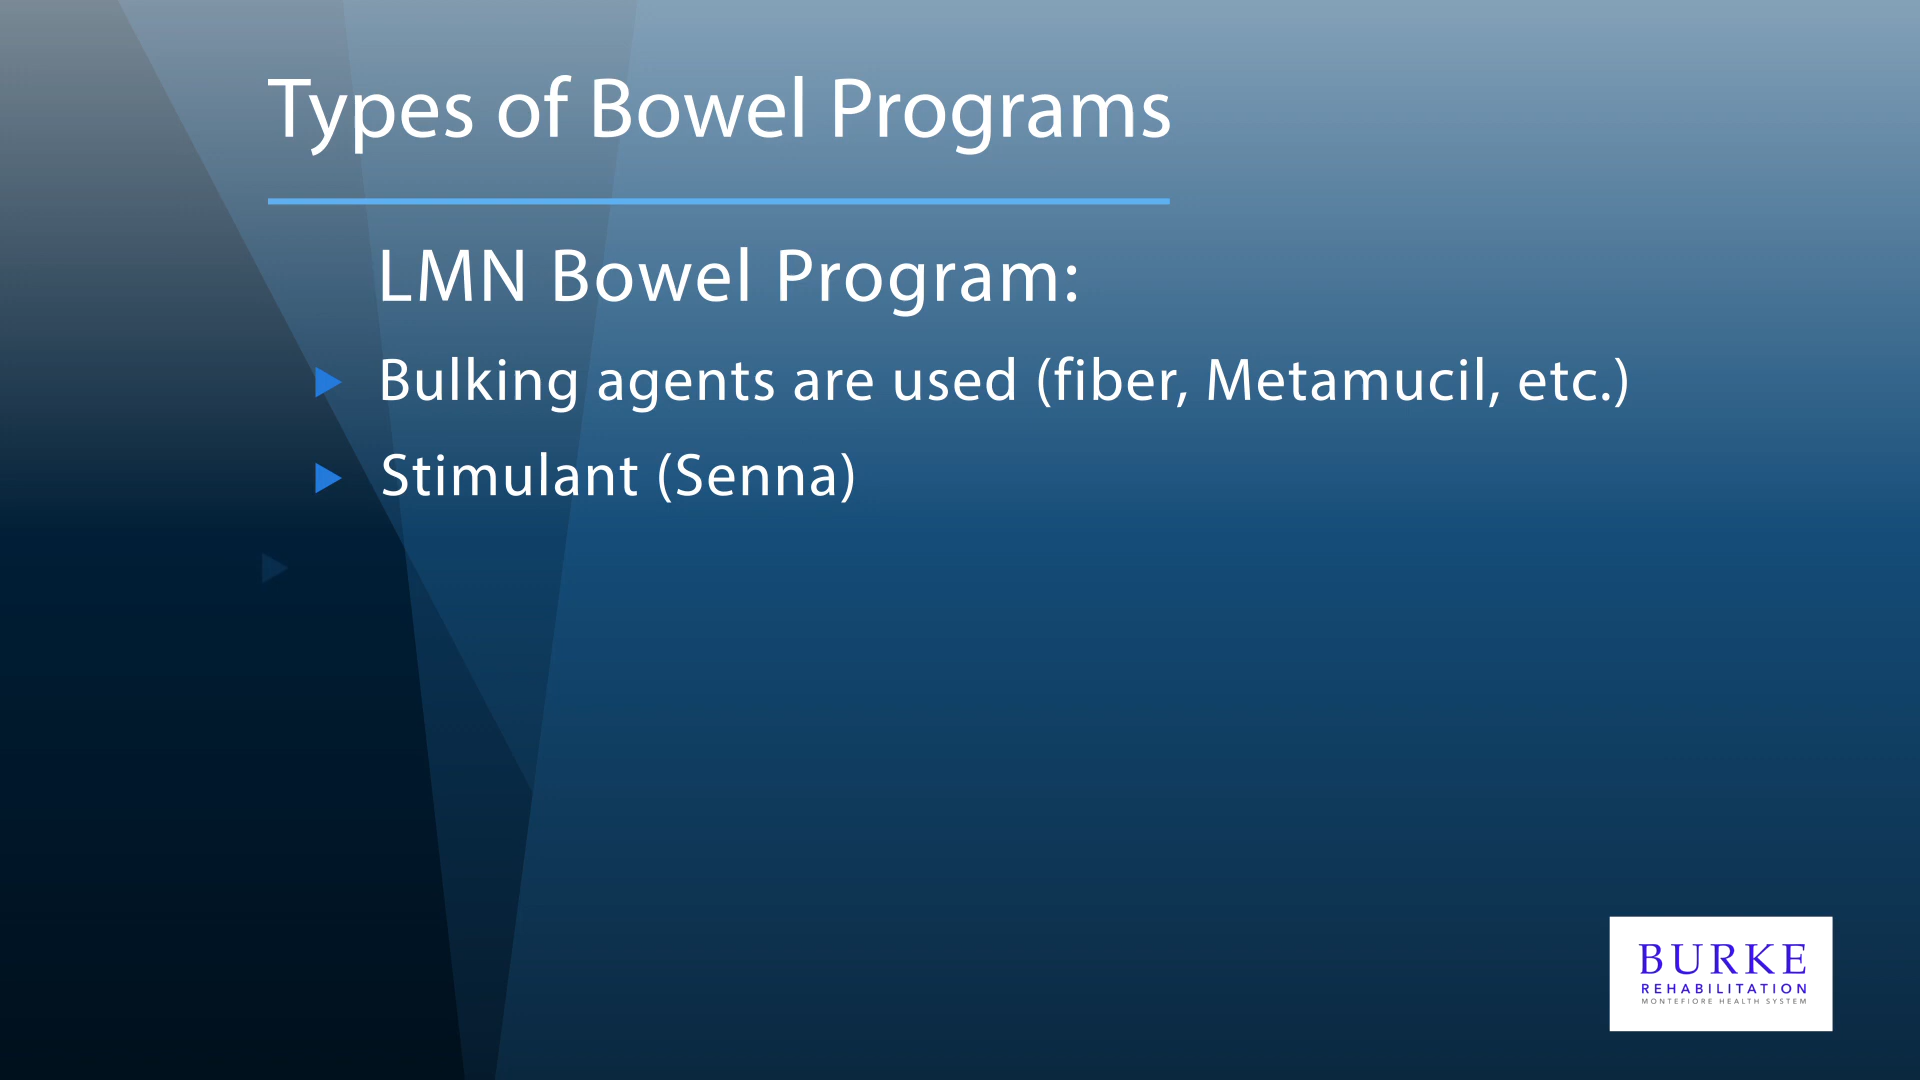 Types of Bowel Programs
LMN Bowel Program:
Bulking agents are used (fiber, Metamucil, etc.)
Stimulant (Senna)
BURKE
REHABILITATION
MONTEFIORE HEALTH SYSTEM